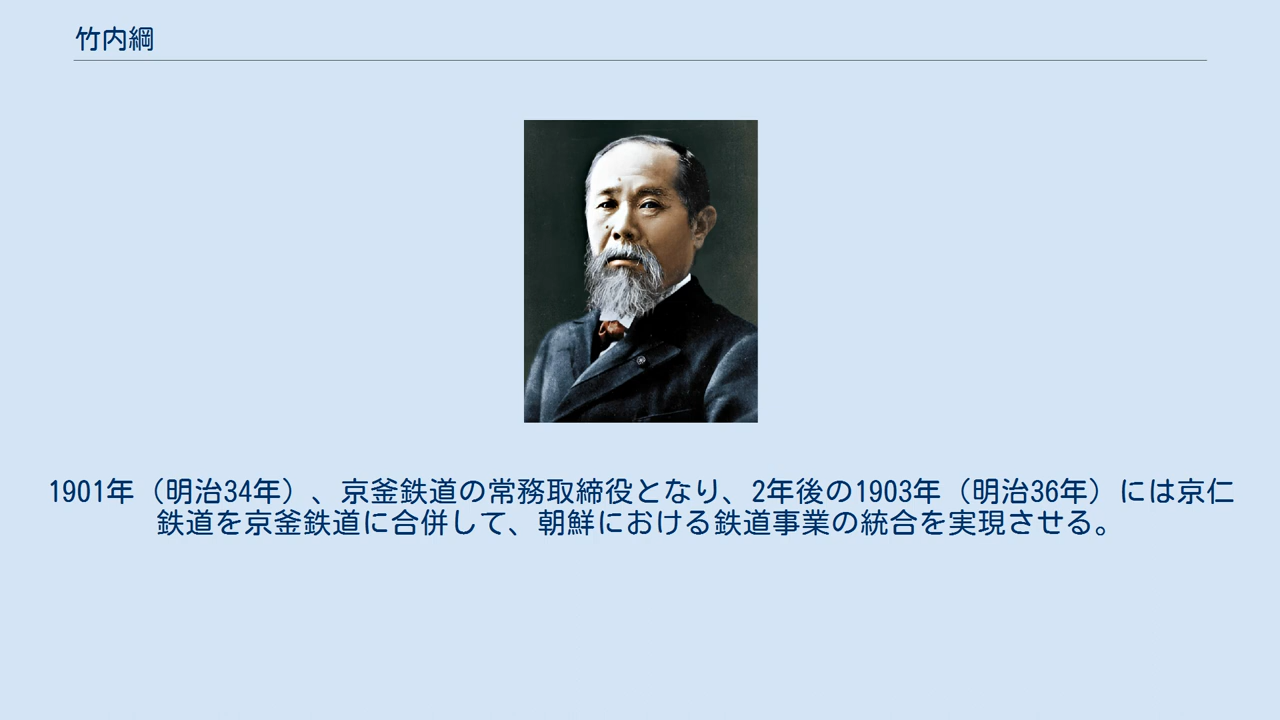 竹内綱
1901年（明治34年）、京釜鉄道の常務取締役となり、2年後の1903年（明治36年）には京仁
鉄道を京釜鉄道に合併して、朝鮮における鉄道事業の統合を実現させる。